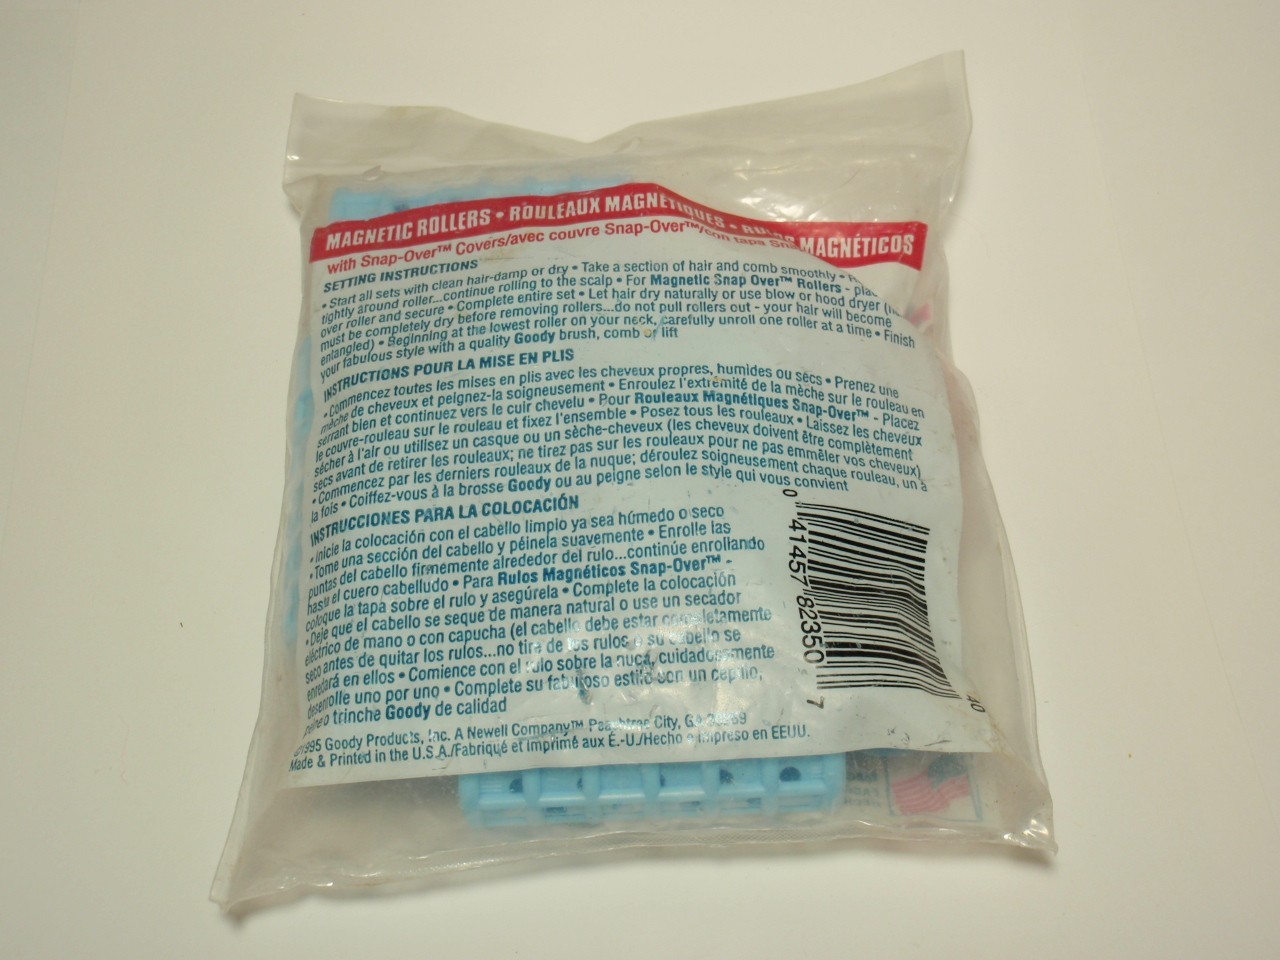 MAGNETIC ROLLERS • ROULEAUX MAGNÉTIQUES • RULOS MAGNÉTICOS
with Snap-Over™ Covers/avec couvre Snap-Over™/con tapa
SETTING INSTRUCTIONS
• Start all sets with clean hair-damp or dry • Take a section of hair and comb smoothly •
tightly around roller...continue rolling to the scalp • For Magnetic Snap Over™ Rollers -
over roller and secure • Complete entire set • Let hair dry naturally or use blow or hood dryer
must be completely dry before removing rollers...do not pull rollers out - your hair will become
entangled) • Beginning at the lowest roller on your neck, carefully unroll one roller at a time • Finish
your fabulous style with a quality Goody brush, comb or lift
INSTRUCTIONS POUR LA MISE EN PLIS
• Commencez toutes les mises en plis avec les cheveux propres, humides ou secs • Prenez une
mèche de cheveux et peignez-la soigneusement • Enroulez l'extrémité de la mèche sur le rouleau en
serrant bien et continuez vers le cuir chevelu • Pour Rouleaux Magnétiques Snap-Over™ - Placez
le couvre-rouleau sur le rouleau et fixez l'ensemble • Posez tous les rouleaux • Laissez les cheveux
sécher à l'air ou utilisez un casque ou un sèche-cheveux (les cheveux doivent être complètement
secs avant de retirer les rouleaux; ne tirez pas sur les rouleaux pour ne pas emmêler vos cheveux)
• Commencez par les derniers rouleaux de la nuque; déroulez soigneusement chaque rouleau, un à
la fois • Coiffez-vous à la brosse Goody ou au peigne selon le style qui vous convient
INSTRUCCIONES PARA LA COLOCACIÓN
• Inicie la colocación con el cabello limpio ya sea húmedo o seco
• Tome una sección del cabello y péinela suavemente • Enrolle las
puntas del cabello firmemente alrededor del rulo...continúe enrollando
hasta el cuero cabelludo • Para Rulos Magnéticos Snap-Over™ -
coloque la tapa sobre el rulo y asegúrela • Complete la colocación
• Deje que el cabello se seque de manera natural o use un secador
eléctrico de mano o con capucha (el cabello debe estar completamente
seco antes de quitar los rulos...no tire de los rulos o su cabello se
enredará en ellos • Comience con el rulo sobre la nuca, cuidadosamente
desenrolle uno por uno • Complete su fabuloso estilo con un cepillo,
peine o trinche Goody de calidad
©1995 Goody Products, Inc. A Newell Company™ Peachtree City, GA 30269
Made & Printed in the U.S.A./Fabriqué et imprimé aux É.-U./Hecho e impreso en EEUU.
0 41457 82350 7